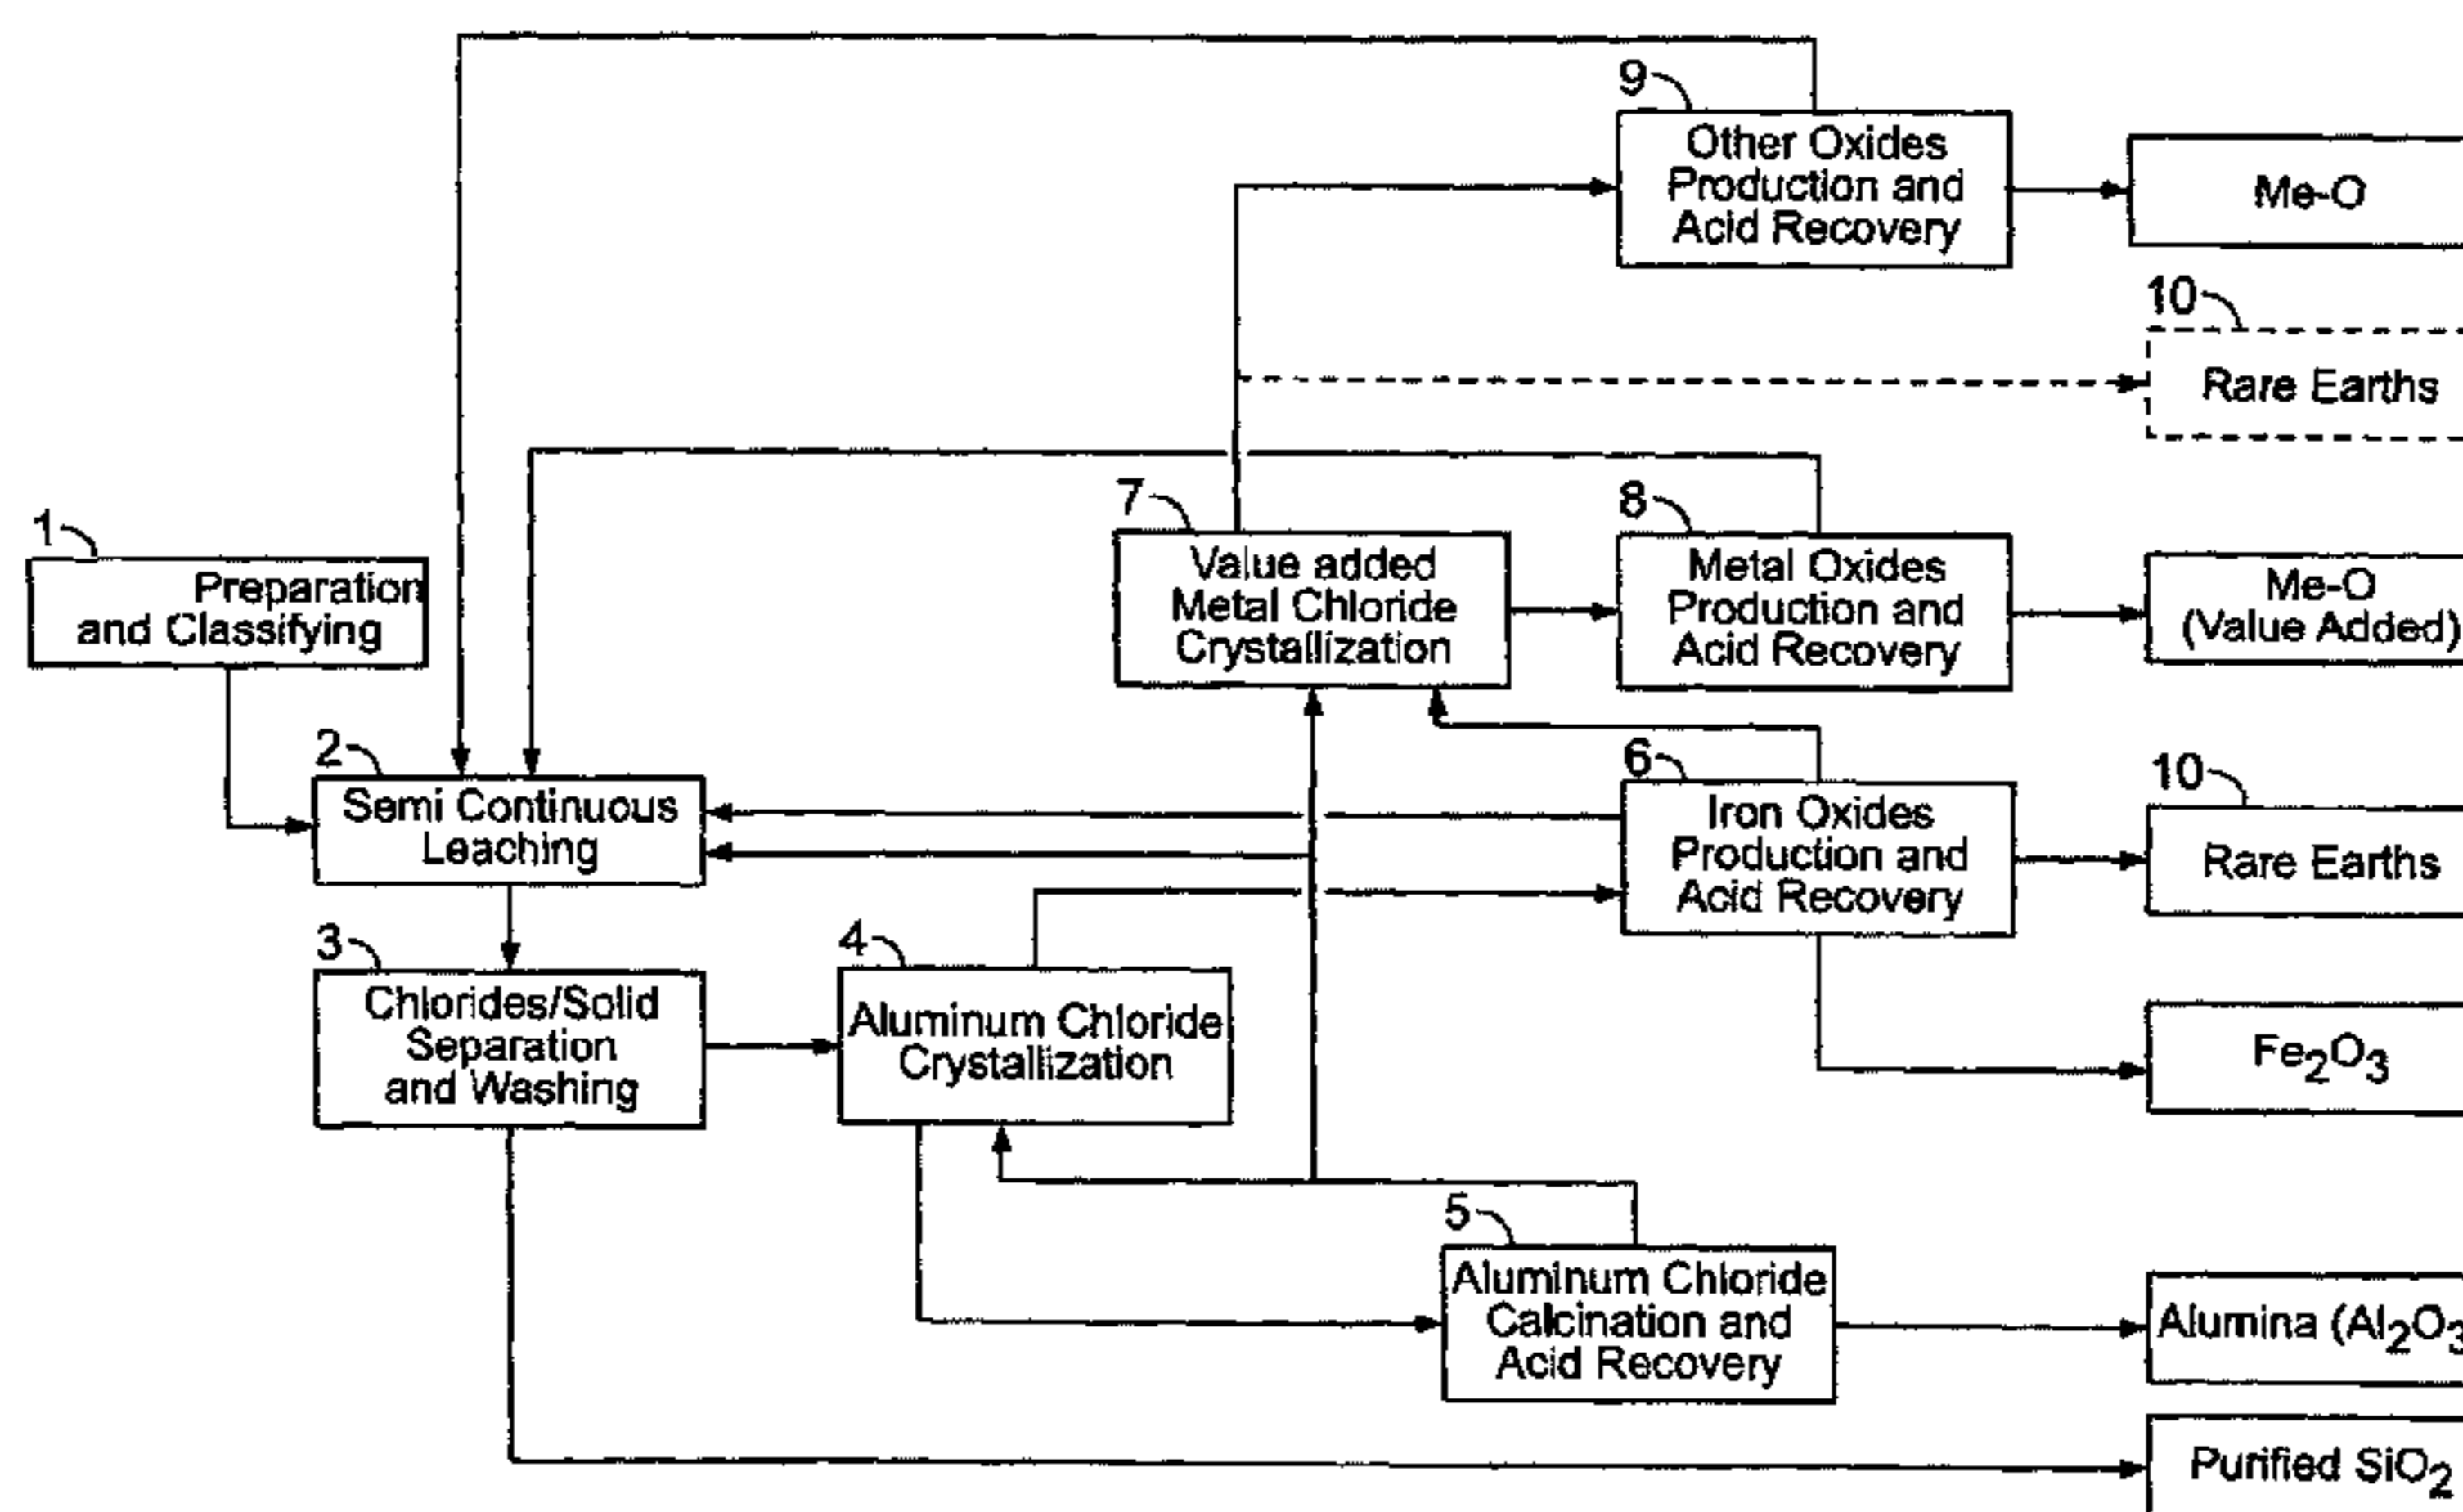 9
Other Oxides
Production and
Acid Recovery
Me-O
10
Rare Earths
7
Value added
Metal Chloride
Crystallization
8
Metal Oxides
Production and
Acid Recovery
Me-O
(Value Added)
1
Preparation
and Classifying
2
Semi Continuous
Leaching
6
Iron Oxides
Production and
Acid Recovery
10
Rare Earths
3
Chlorides/Solid
Separation
and Washing
4
Aluminum Chloride
Crystallization
Fe2O3
5
Aluminum Chloride
Calcination and
Acid Recovery
Alumina (Al2O3
Purified SiO2